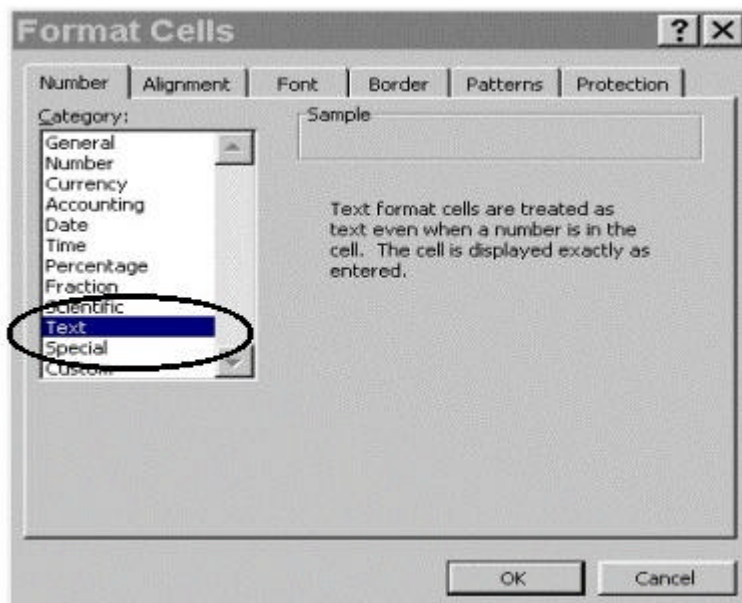 Format Cells
Number Alignment Font Border Patterns Protection
Category:
General
Number
Currency
Accounting
Date
Time
Percentage
Fraction
Scientific
Text
Special
Custom
Sample
Text format cells are treated as
text even when a number is in the
cell. The cell is displayed exactly as
entered.
OK Cancel